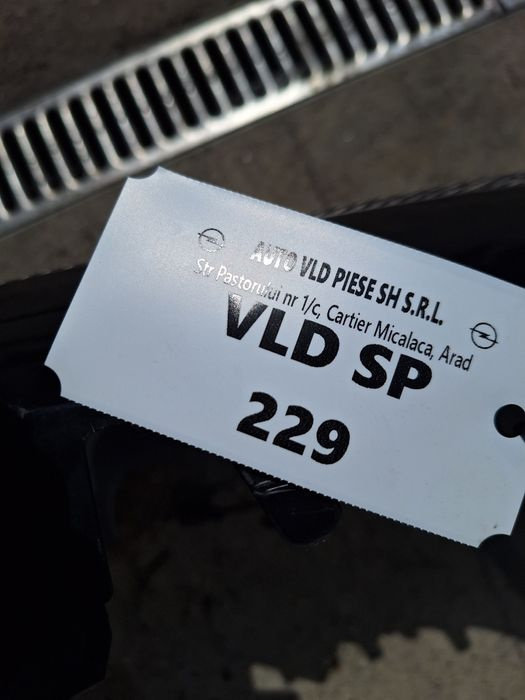 AUTO VLD PIESE SH S.R.L.
Str Pastorului nr 1/c, Cartier Micalaca, Arad
VLD SP
229